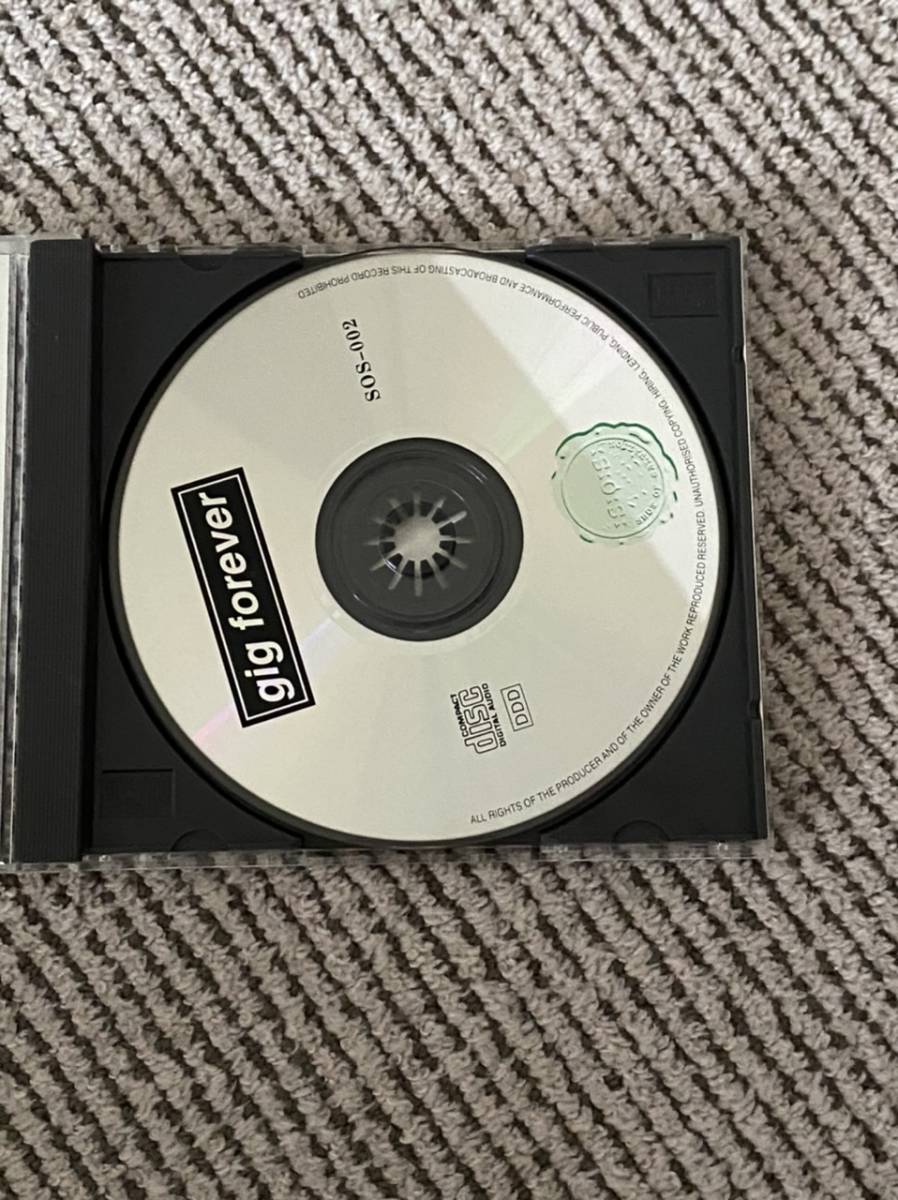 gig forever
SOS-002
COMPACT
disc
DIGITAL AUDIO
DDD
ALL RIGHTS OF THE PRODUCER AND OF THE OWNER OF THE WORK REPRODUCED RESERVED. UNAUTHORISED COPYING, HIRING, LENDING, PUBLIC PERFORMANCE AND BROADCASTING OF THIS RECORD PROHIBITED